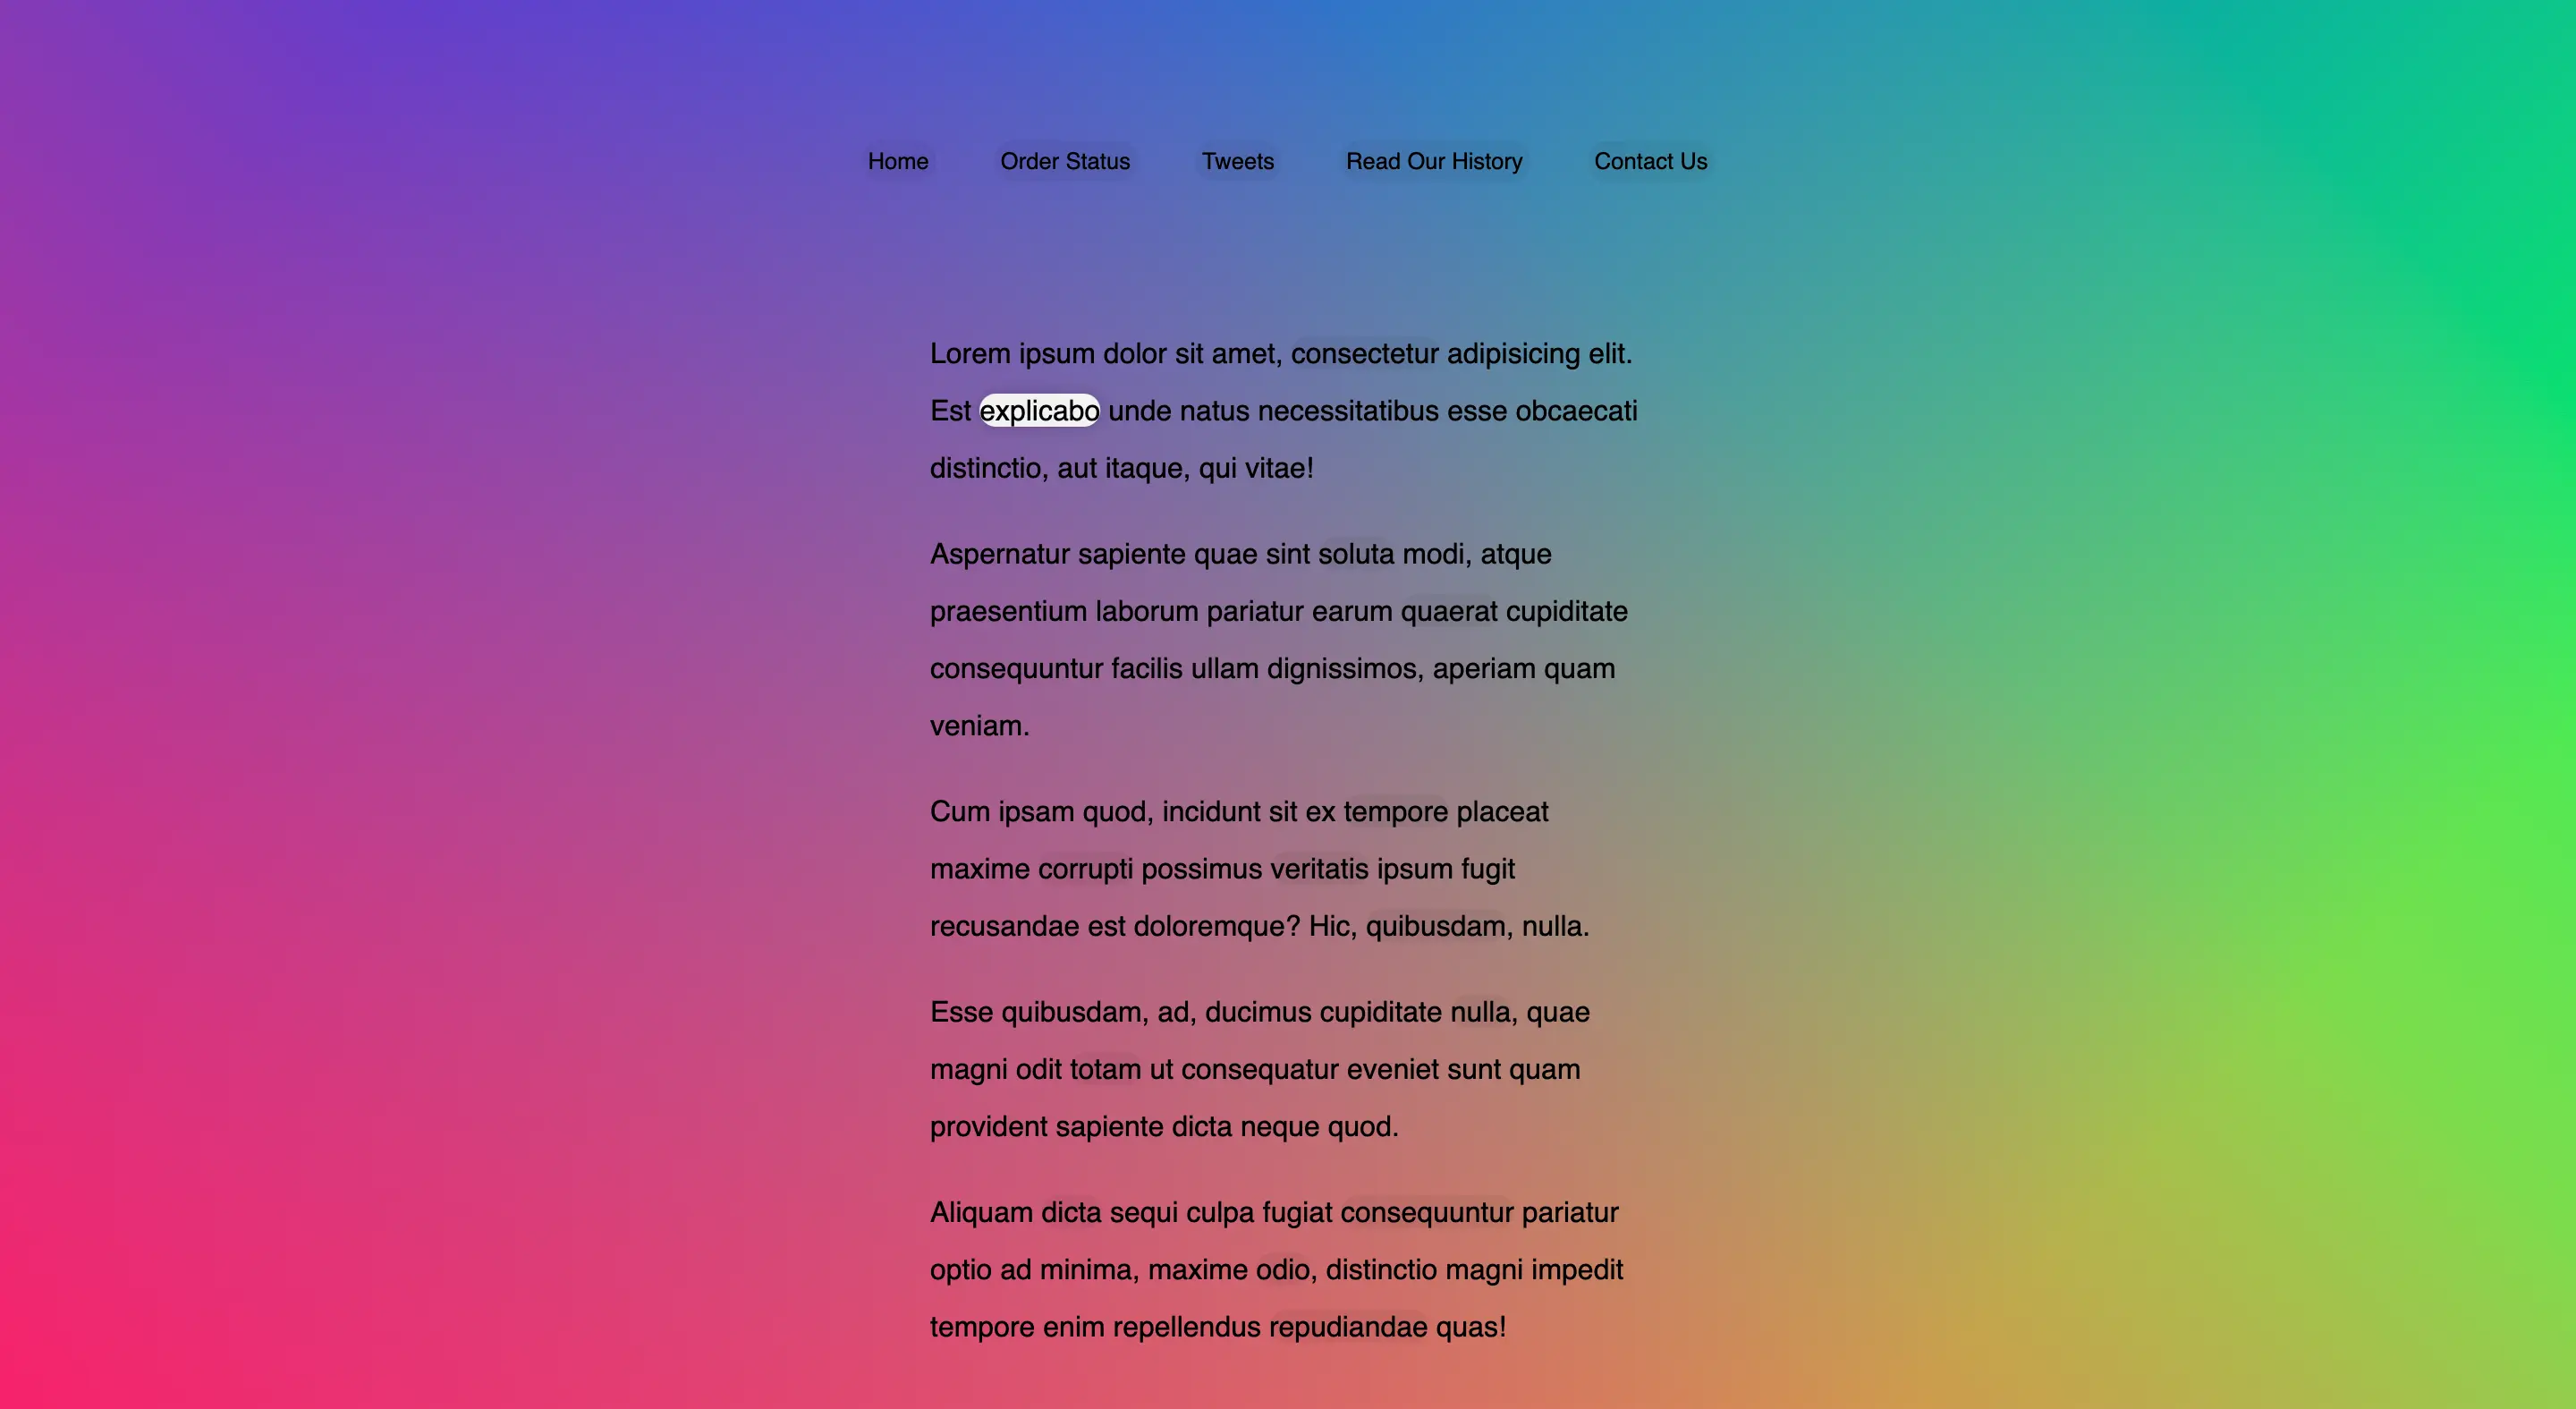 Home Order Status Tweets Read Our History Contact Us
Lorem ipsum dolor sit amet, consectetur adipisicing elit.
Est explicabo unde natus necessitatibus esse obcaecati
distinctio, aut itaque, qui vitae!
Aspernatur sapiente quae sint soluta modi, atque
praesentium laborum pariatur earum quaerat cupiditate
consequuntur facilis ullam dignissimos, aperiam quam
veniam.
Cum ipsam quod, incidunt sit ex tempore placeat
maxime corrupti possimus veritatis ipsum fugit
recusandae est doloremque? Hic, quibusdam, nulla.
Esse quibusdam, ad, ducimus cupiditate nulla, quae
magni odit totam ut consequatur eveniet sunt quam
provident sapiente dicta neque quod.
Aliquam dicta sequi culpa fugiat consequuntur pariatur
optio ad minima, maxime odio, distinctio magni impedit
tempore enim repellendus repudiandae quas!